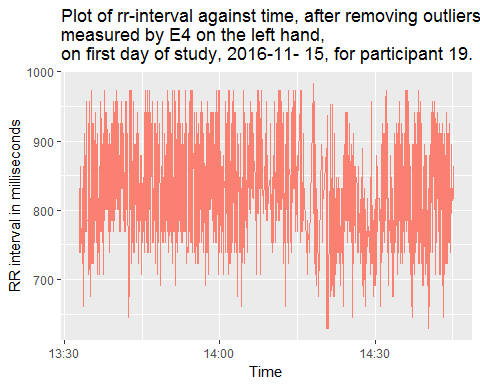 Plot of rr-interval against time, after removing outliers
measured by E4 on the left hand,
on first day of study, 2016-11- 15, for participant 19.
1000
900
800
700
RR interval in milliseconds
13:30
14:00
14:30
Time